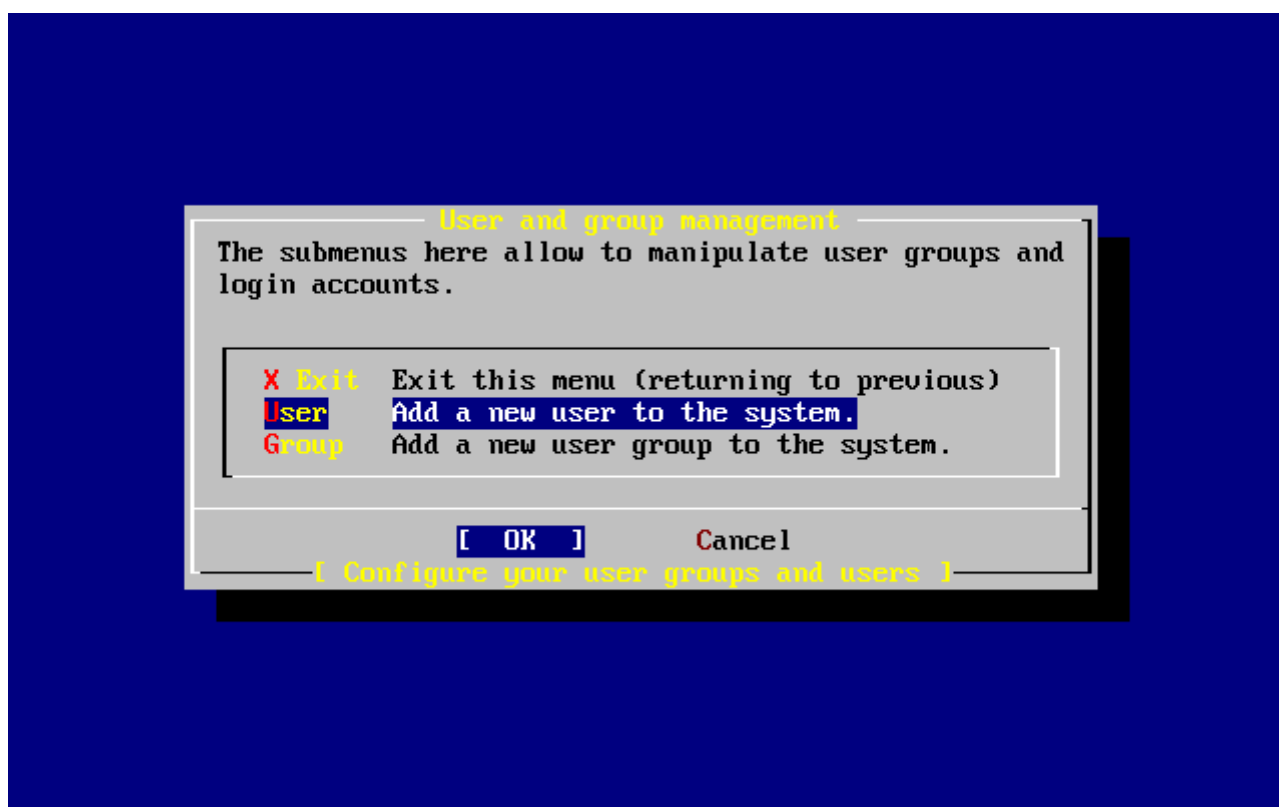 User and group management
The submenus here allow to manipulate user groups and
login accounts.
X Exit Exit this menu (returning to previous)
User Add a new user to the system.
Group Add a new user group to the system.
[ OK ] Cancel
[ Configure your user groups and users ]